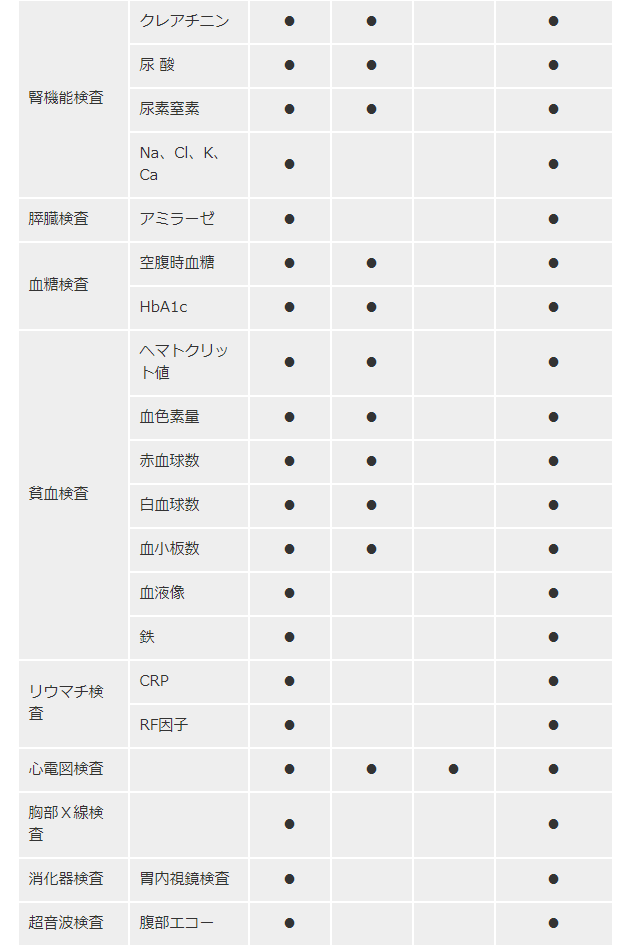 腎機能検査
クレアチニン ● ● ●
尿 酸 ● ● ●
尿素窒素 ● ● ●
Na、Cl、K、
Ca ● ●
膵臓検査 アミラーゼ ● ●
血糖検査
空腹時血糖 ● ● ●
HbA1c ● ● ●
貧血検査
ヘマトクリッ
ト値 ● ● ●
血色素量 ● ● ●
赤血球数 ● ● ●
白血球数 ● ● ●
血小板数 ● ● ●
血液像 ● ●
鉄 ● ●
リウマチ検
査
CRP ● ●
RF因子 ● ●
心電図検査 ● ● ● ●
胸部Ｘ線検
査 ● ●
消化器検査 胃内視鏡検査 ● ●
超音波検査 腹部エコー ● ●